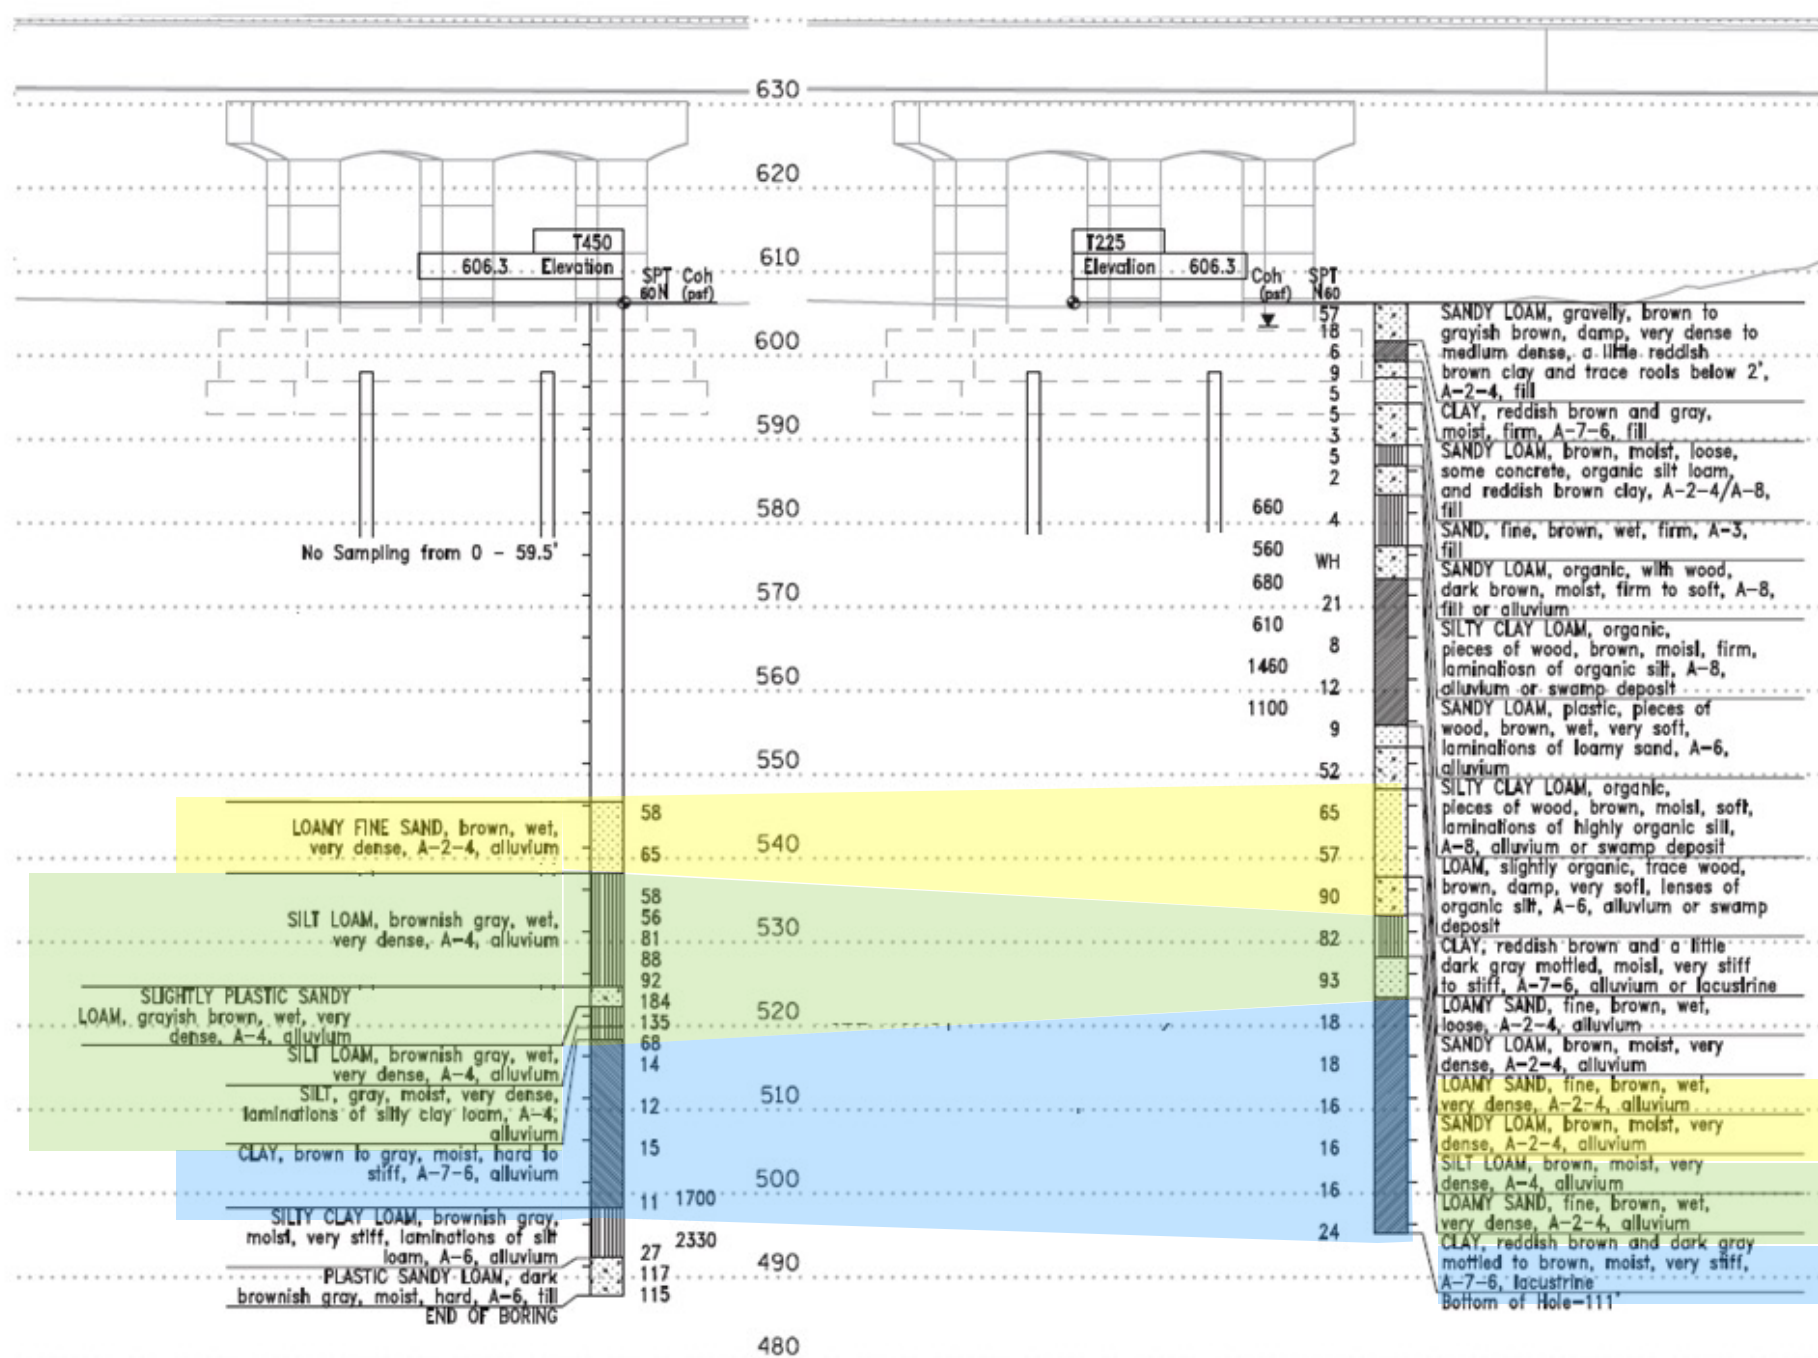 630
620
610
600
590
580
570
560
550
540
530
520
510
500
490
480
T450
606.3 Elevation
SPT Coh
60N (psf)
No Sampling from 0 - 59.5'
58
65
58
56
81
88
92
184
135
68
14
12
15
11 1700
2330
27
117
115
LOAMY FINE SAND, brown, wet,
very dense, A-2-4, alluvium
SILT LOAM, brownish gray, wet,
very dense, A-4, alluvium
SLIGHTLY PLASTIC SANDY
LOAM, grayish brown, wet, very
dense, A-4, alluvium
SILT LOAM, brownish gray, wet,
very dense, A-4, alluvium
SILT, gray, moist, very dense,
laminations of silty clay loam, A-4,
alluvium
CLAY, brown to gray, moist, hard to
stiff, A-7-6, alluvium
SILTY CLAY LOAM, brownish gray,
moist, very stiff, laminations of silt
loam, A-6, alluvium
PLASTIC SANDY LOAM, dark
brownish gray, moist, hard, A-6, till
END OF BORING
T225
Elevation 606.3
Coh SPT
(psf) N60
57
18
6
9
5
5
3
5
2
660
4
560
WH
680
21
610
8
1460
12
1100
9
52
65
57
90
82
93
18
18
16
16
16
24
SANDY LOAM, gravelly, brown to
grayish brown, damp, very dense to
medium dense, a little reddish
brown clay and trace roots below 2',
A-2-4, fill
CLAY, reddish brown and gray,
moist, firm, A-7-6, fill
SANDY LOAM, brown, moist, loose,
some concrete, organic silt loam,
and reddish brown clay, A-2-4/A-8,
fill
SAND, fine, brown, wet, firm, A-3,
fill
SANDY LOAM, organic, with wood,
dark brown, moist, firm to soft, A-8,
fill or alluvium
SILTY CLAY LOAM, organic,
pieces of wood, brown, moist, firm,
laminatiosn of organic silt, A-8,
alluvium or swamp deposit
SANDY LOAM, plastic, pieces of
wood, brown, wet, very soft,
laminations of loamy sand, A-6,
alluvium
SILTY CLAY LOAM, organic,
pieces of wood, brown, moist, soft,
laminations of highly organic silt,
A-8, alluvium or swamp deposit
LOAM, slightly organic, trace wood,
brown, damp, very soft, lenses of
organic silt, A-6, alluvium or swamp
deposit
CLAY, reddish brown and a little
dark gray mottled, moist, very stiff
to stiff, A-7-6, alluvium or lacustrine
LOAMY SAND, fine, brown, wet,
loose, A-2-4, alluvium
SANDY LOAM, brown, moist, very
dense, A-2-4, alluvium
LOAMY SAND, fine, brown, wet,
very dense, A-2-4, alluvium
SANDY LOAM, brown, moist, very
dense, A-2-4, alluvium
SILT LOAM, brown, moist, very
dense, A-4, alluvium
LOAMY SAND, fine, brown, wet,
very dense, A-2-4, alluvium
CLAY, reddish brown and dark gray
mottled to brown, moist, very stiff,
A-7-6, lacustrine
Bottom of Hole-111'